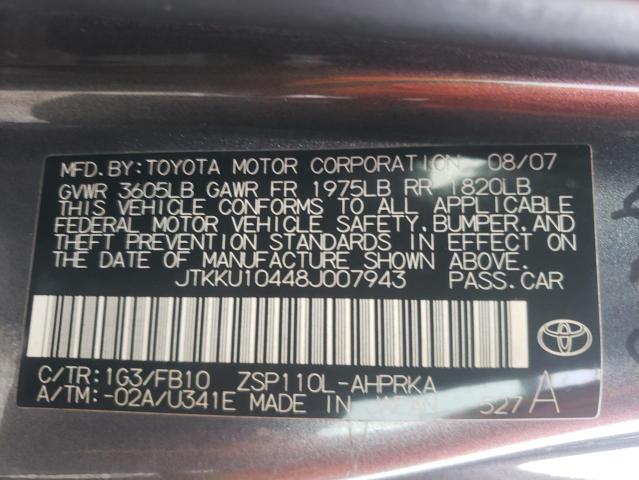 MFD.BY:TOYOTA MOTOR CORPORATION 08/07
GVWR 3605LB GAWR FR 1975LB RR 1820LB
THIS VEHICLE CONFORMS TO ALL APPLICABLE
FEDERAL MOTOR VEHICLE SAFETY,BUMPER,AND
THEFT PREVENTION STANDARDS IN EFFECT ON
THE DATE OF MANUFACTURE SHOWN ABOVE.
JTKKU10448J007943 PASS.CAR
C/TR:1G3/FB10 ZSP110L-AHPRKA
A/TM:-02A/U341E MADE IN JAPAN 527 A